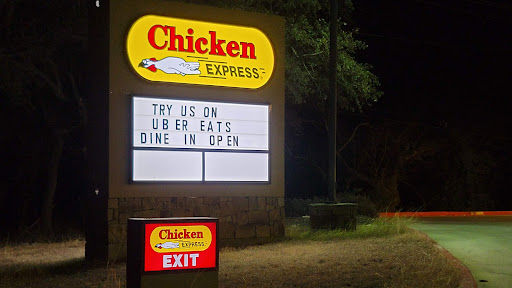 Chicken
EXPRESS
TRY US ON
UBER EATS
DINE IN OPEN
Chicken
EXPRESS
EXIT